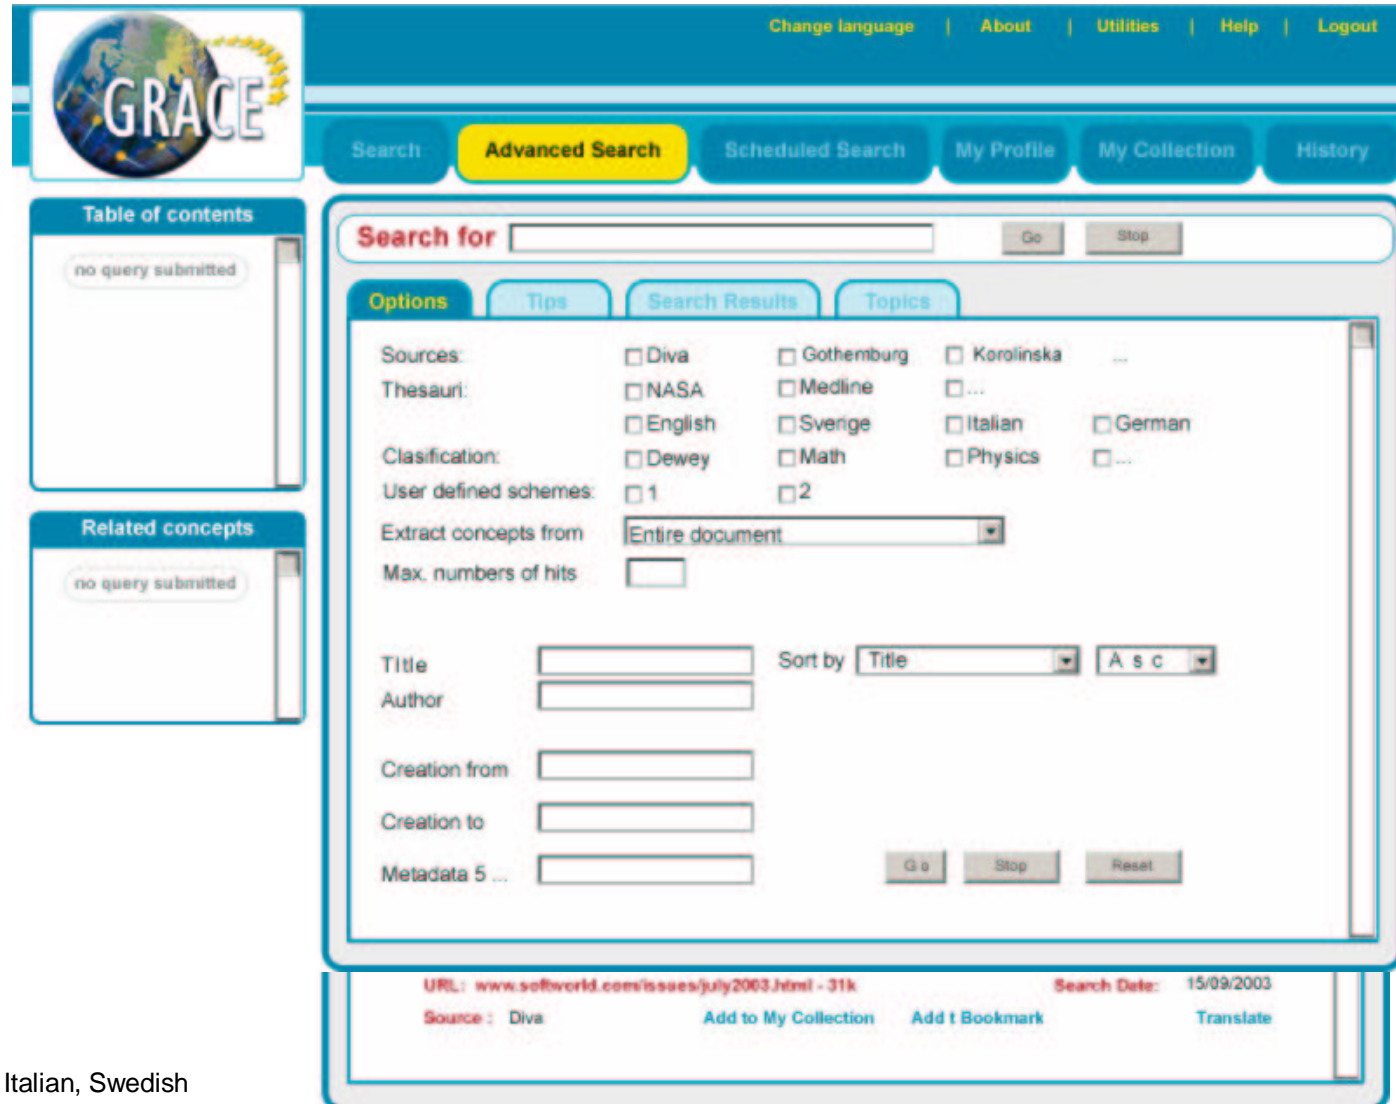 Change language | About | Utilities | Help | Logout
GRACE
Search Advanced Search Scheduled Search My Profile My Collection History
Table of contents
no query submitted
Related concepts
no query submitted
Search for Go Stop
Options Tips Search Results Topics
Sources: Diva Gothemburg Korolinska ...
Thesauri: NASA Medline ...
English Sverige Italian German
Clasification: Dewey Math Physics ...
User defined schemes: 1 2
Extract concepts from Entire document
Max. numbers of hits
TItle Sort by Title A s c
Author
Creation from
Creation to
Metadata 5 ... G o Stop Reset
URL: www.softworld.com/issues/july2003.html - 31k Search Date: 15/09/2003
Source : Diva Add to My Collection Add t Bookmark Translate
Italian, Swedish